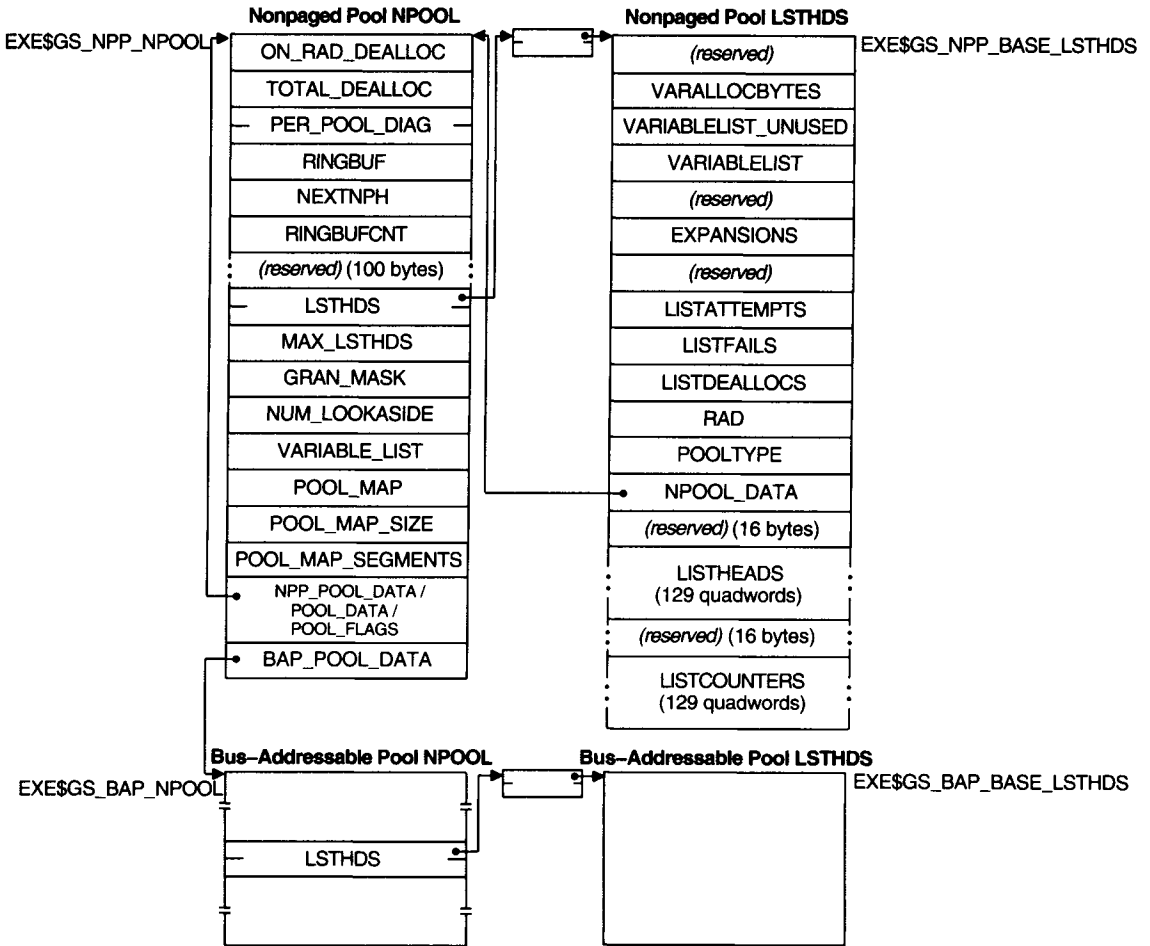 Nonpaged Pool NPOOL
EXE$GS_NPP_NPOOL
ON_RAD_DEALLOC
TOTAL_DEALLOC
PER_POOL_DIAG
RINGBUF
NEXTNPH
RINGBUFCNT
(reserved) (100 bytes)
LSTHDS
MAX_LSTHDS
GRAN_MASK
NUM_LOOKASIDE
VARIABLE_LIST
POOL_MAP
POOL_MAP_SIZE
POOL_MAP_SEGMENTS
NPP_POOL_DATA /
POOL_DATA /
POOL_FLAGS
BAP_POOL_DATA
Nonpaged Pool LSTHDS
EXE$GS_NPP_BASE_LSTHDS
(reserved)
VARALLOCBYTES
VARIABLELIST_UNUSED
VARIABLELIST
(reserved)
EXPANSIONS
(reserved)
LISTATTEMPTS
LISTFAILS
LISTDEALLOCS
RAD
POOLTYPE
NPOOL_DATA
(reserved) (16 bytes)
LISTHEADS
(129 quadwords)
(reserved) (16 bytes)
LISTCOUNTERS
(129 quadwords)
Bus–Addressable Pool NPOOL
EXE$GS_BAP_NPOOL
LSTHDS
Bus–Addressable Pool LSTHDS
EXE$GS_BAP_BASE_LSTHDS